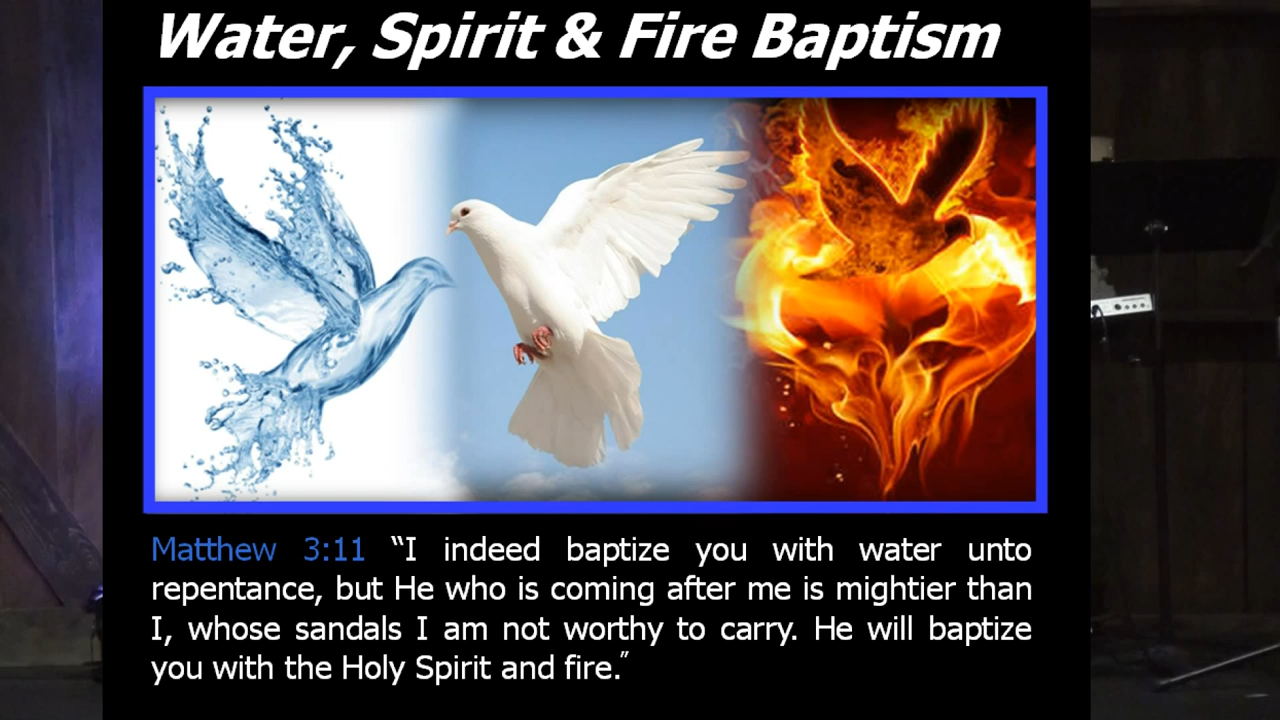 Water, Spirit & Fire Baptism
Matthew 3:11 “I indeed baptize you with water unto
repentance, but He who is coming after me is mightier than
I, whose sandals I am not worthy to carry. He will baptize
you with the Holy Spirit and fire.”